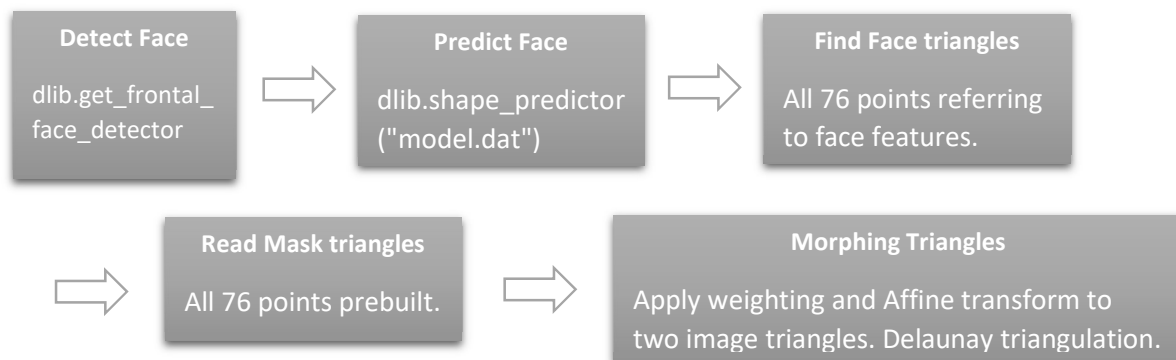 Detect Face
dlib.get_frontal_
face_detector
Predict Face
dlib.shape_predictor
("model.dat")
Find Face triangles
All 76 points referring
to face features.
Read Mask triangles
All 76 points prebuilt.
Morphing Triangles
Apply weighting and Affine transform to
two image triangles. Delaunay triangulation.